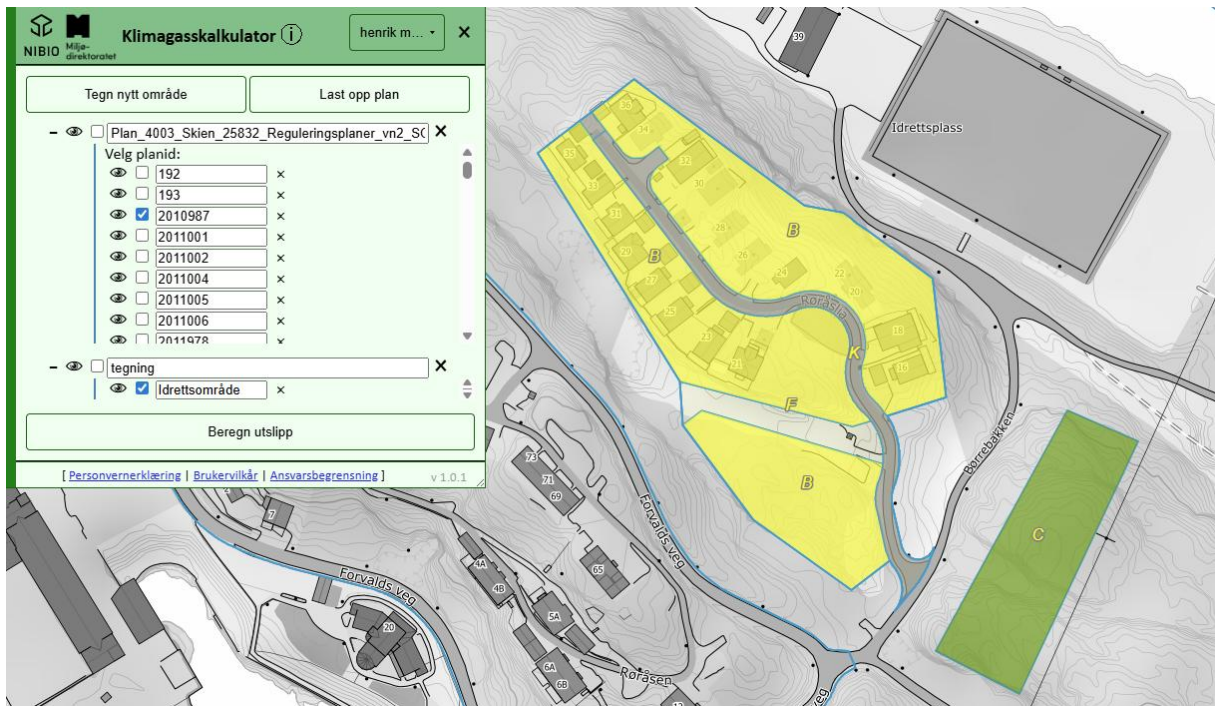 NIBIO
Miljø-
direktoratet
Klimagasskalkulator i
henrik m...
×
Tegn nytt område
Last opp plan
Plan_4003_Skien_25832_Reguleringsplaner_vn2_SO
Velg planid:
192
193
2010987
2011001
2011002
2011004
2011005
2011006
2011978
tegning
Idrettsområde
Beregn utslipp
[ Personvernerklæring | Brukervilkår | Ansvarsbegrensning ]
v 1.0.1
39
Idrettsplass
36
34
35
33
32
30
31
B
28
29
B
26
24
22
20
27
25
Røråslia
18
23
K
21
16
F
B
Børrebakken
C
73
71
69
7
Forvalds veg
Forvalds veg
65
4A
4B
5A
20
6A
6B
Røråsen
veg